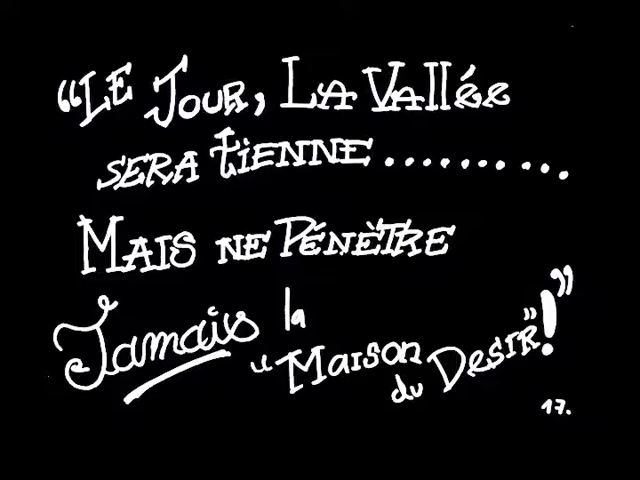 “Le Jour, La Vallée
sera tienne..........
Mais ne Pénètre
Jamais la
“Maison
du Desir”!”
17.